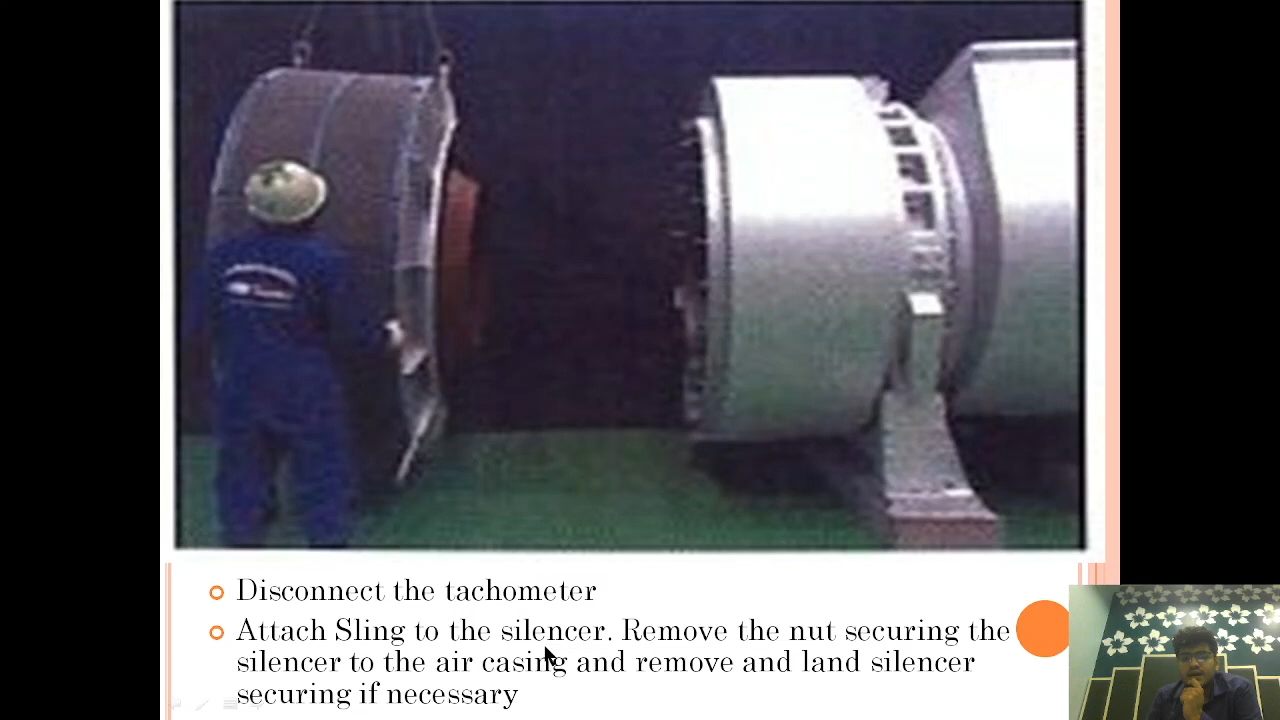 Disconnect the tachometer
Attach Sling to the silencer. Remove the nut securing the
silencer to the air casing and remove and land silencer
securing if necessary